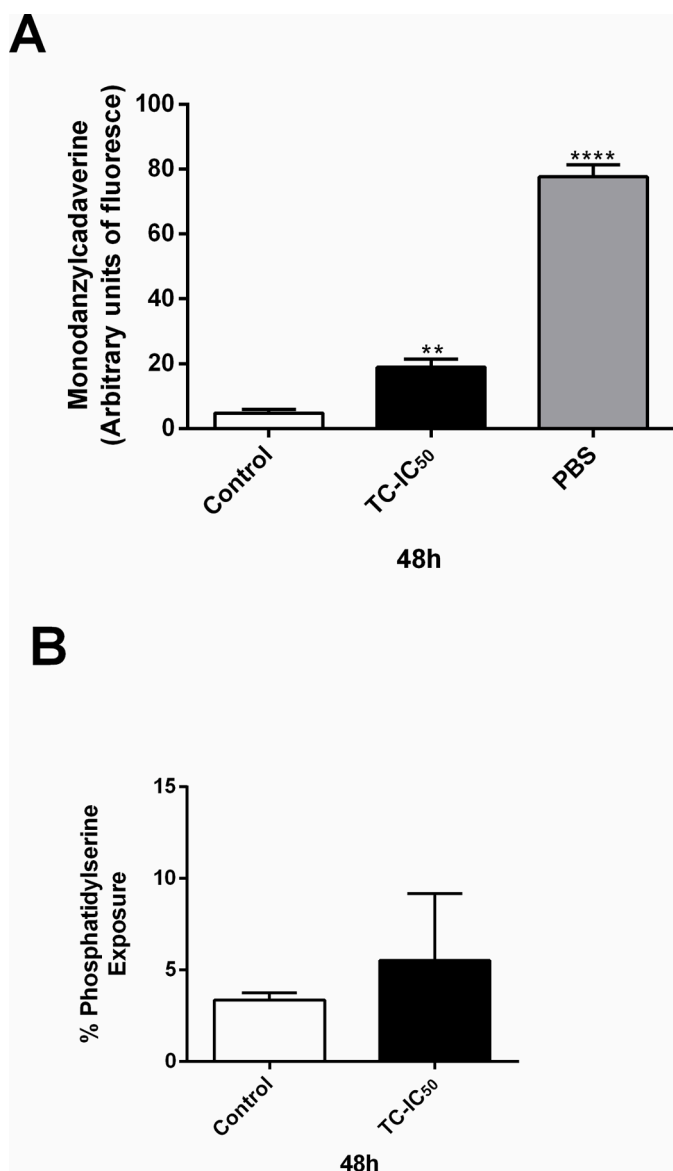 A
Monodanzylcadaverine
(Arbitrary units of fluoresce)
100
80
60
40
20
0
**
****
Control
TC-IC₅₀
PBS
48h
B
% Phosphatidylserine
Exposure
15
10
5
0
Control
TC-IC₅₀
48h